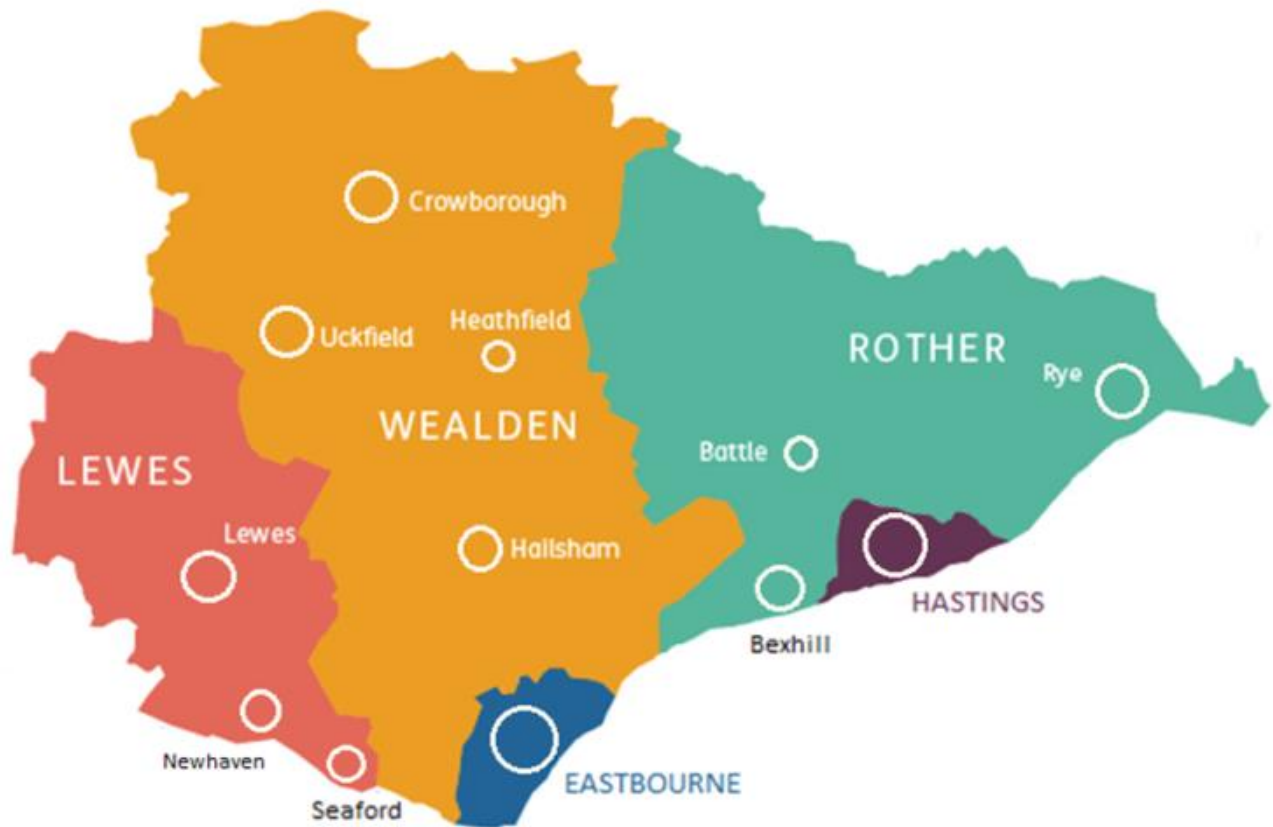 Crowborough
Heathfield
Uckfield
ROTHER
Rye
WEALDEN
Battle
LEWES
Lewes
Hailsham
HASTINGS
Bexhill
Newhaven
EASTBOURNE
Seaford